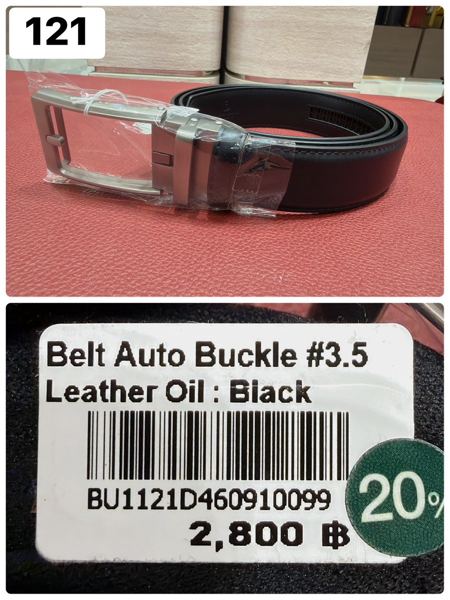 121
Belt Auto Buckle #3.5
Leather Oil : Black
BU1121D460910099
2,800 ฿
20%